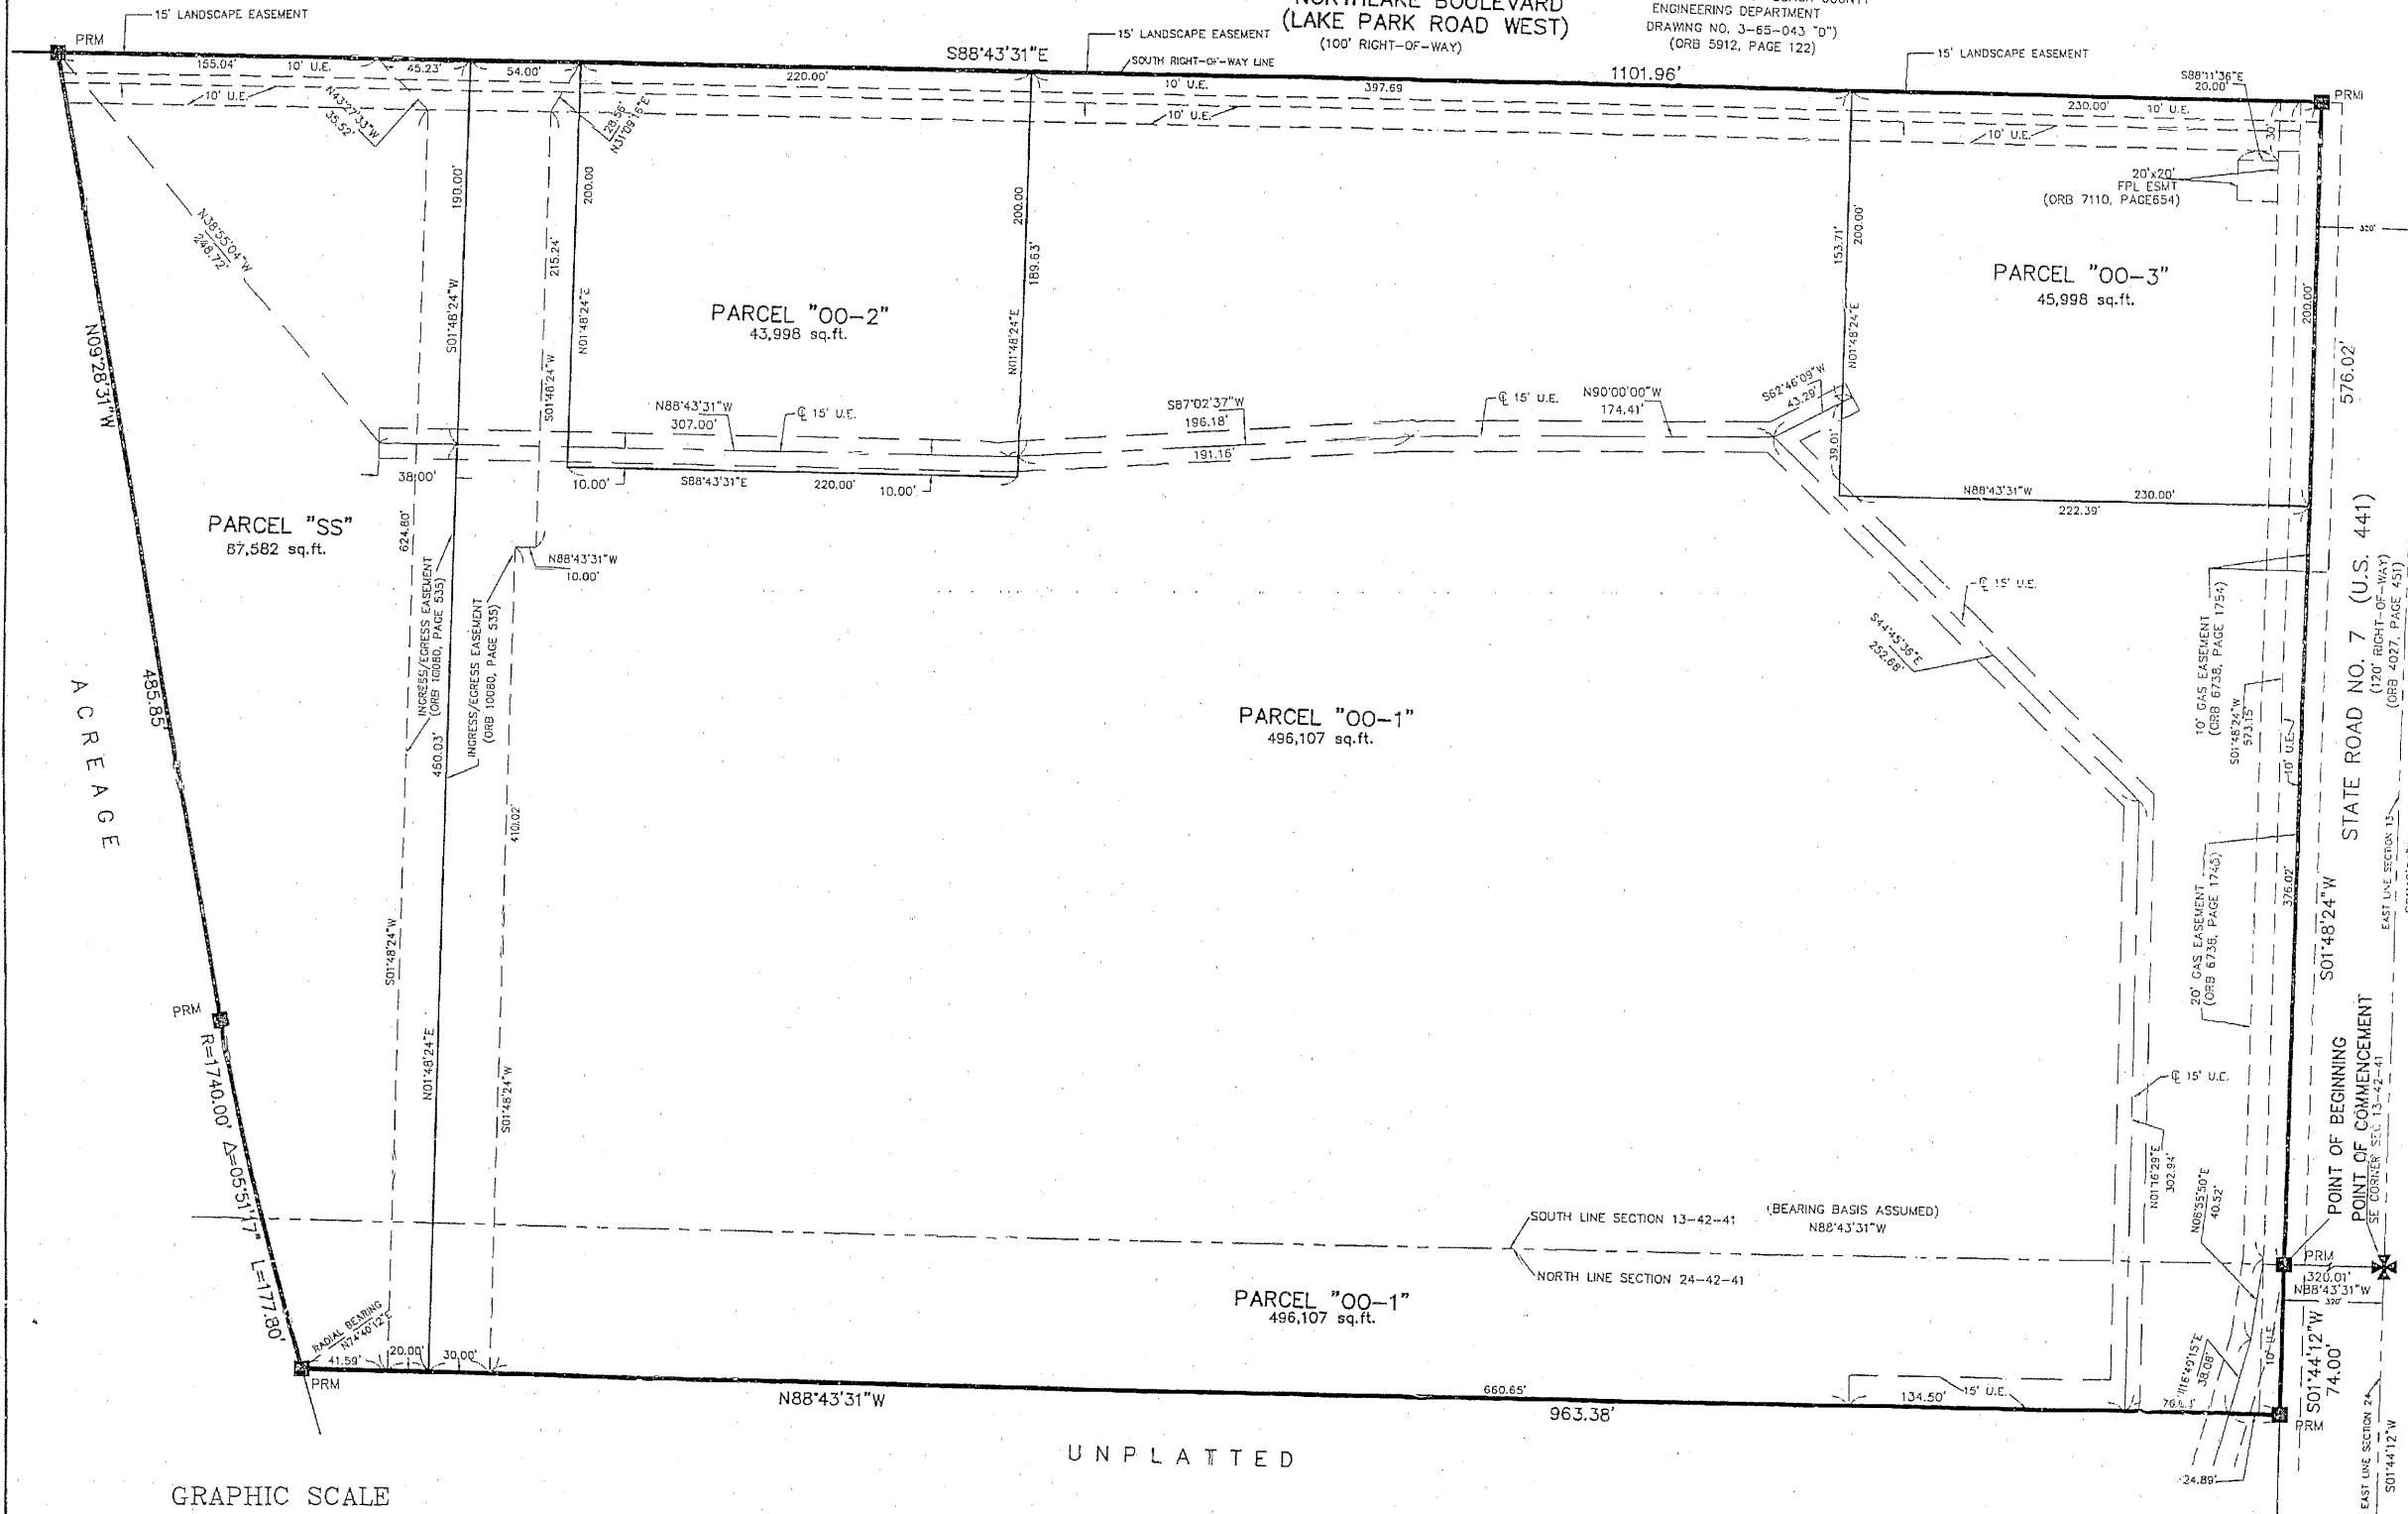 15' LANDSCAPE EASEMENT
NORTHLAKE BOULEVARD
(LAKE PARK ROAD WEST)
(100' RIGHT-OF-WAY)
ENGINEERING DEPARTMENT
DRAWING NO. 3-65-043 "D")
(ORB 5912, PAGE 122)
PRM
15' LANDSCAPE EASEMENT
15' LANDSCAPE EASEMENT
S88°43'31"E
SOUTH RIGHT-OF-WAY LINE
1101.96'
S88°11'36"E
20.00'
PRM
155.04'
10' U.E.
45.23'
54.00'
220.00'
10' U.E.
397.69
230.00'
10' U.E.
10' U.E.
10' U.E.
10' U.E.
30'
N43°27'33"W
35.52'
28.56'
N31°09'16"E
20'x20'
FPL ESMT
(ORB 7110, PAGE654)
320'
190.00'
200.00
200.00
200.00'
N38°55'04"W
248.72'
215.24'
189.63'
153.71'
200.00'
PARCEL "OO-3"
45,998 sq.ft.
PARCEL "OO-2"
43,998 sq.ft.
S01°48'24"W
N01°48'24"E
N01°48'24"E
N01°48'24"E
S01°48'24"W
N09°28'31"W
576.02'
N88°43'31"W
307.00'
℄ 15' U.E.
S87°02'37"W
196.18'
℄ 15' U.E.
N90°00'00"W
174.41'
S62°46'09"W
43.29'
191.16'
39.01'
38.00'
10.00'
S88°43'31"E
220.00'
10.00'
N88°43'31"W
230.00'
222.39'
PARCEL "SS"
87,582 sq.ft.
624.80'
N88°43'31"W
10.00'
INGRESS/EGRESS EASEMENT
(ORB 10080, PAGE 535)
INGRESS/EGRESS EASEMENT
(ORB 10080, PAGE 535)
℄ 15' U.E.
S44°45'36"E
252.68'
10' GAS EASEMENT
(ORB 6738, PAGE 1754)
S01°48'24"W
573.15'
10' U.E.
STATE ROAD NO. 7 (U.S. 441)
(120' RIGHT-OF-WAY)
(ORB 4027, PAGE 451)
ACREAGE
485.85'
460.03'
PARCEL "OO-1"
496,107 sq.ft.
410.02'
376.02'
20' GAS EASEMENT
(ORB 6738, PAGE 1748)
EAST LINE SECTION 13
S01°48'24"W
S01°48'24"W
PRM
R=1740.00' Δ=05°51'17" L=177.80'
N01°48'24"E
S01°48'24"W
℄ 15' U.E.
N01°16'29"E
302.94'
N06°55'50"E
40.52'
POINT OF BEGINNING
POINT OF COMMENCEMENT
SE CORNER SEC 13-42-41
SOUTH LINE SECTION 13-42-41
(BEARING BASIS ASSUMED)
N88°43'31"W
NORTH LINE SECTION 24-42-41
PRM
320.01'
N88°43'31"W
320'
PARCEL "OO-1"
496,107 sq.ft.
RADIAL BEARING
N74°40'12"E
41.59'
20.00'
30.00'
PRM
N88°43'31"W
660.65'
963.38'
134.50'
15' U.E.
N16°49'15"E
38.08'
10' U.E.
S01°44'12"W
74.00'
PRM
24.89'
EAST LINE SECTION 24
S01°44'12"W
UNPLATTED
GRAPHIC SCALE